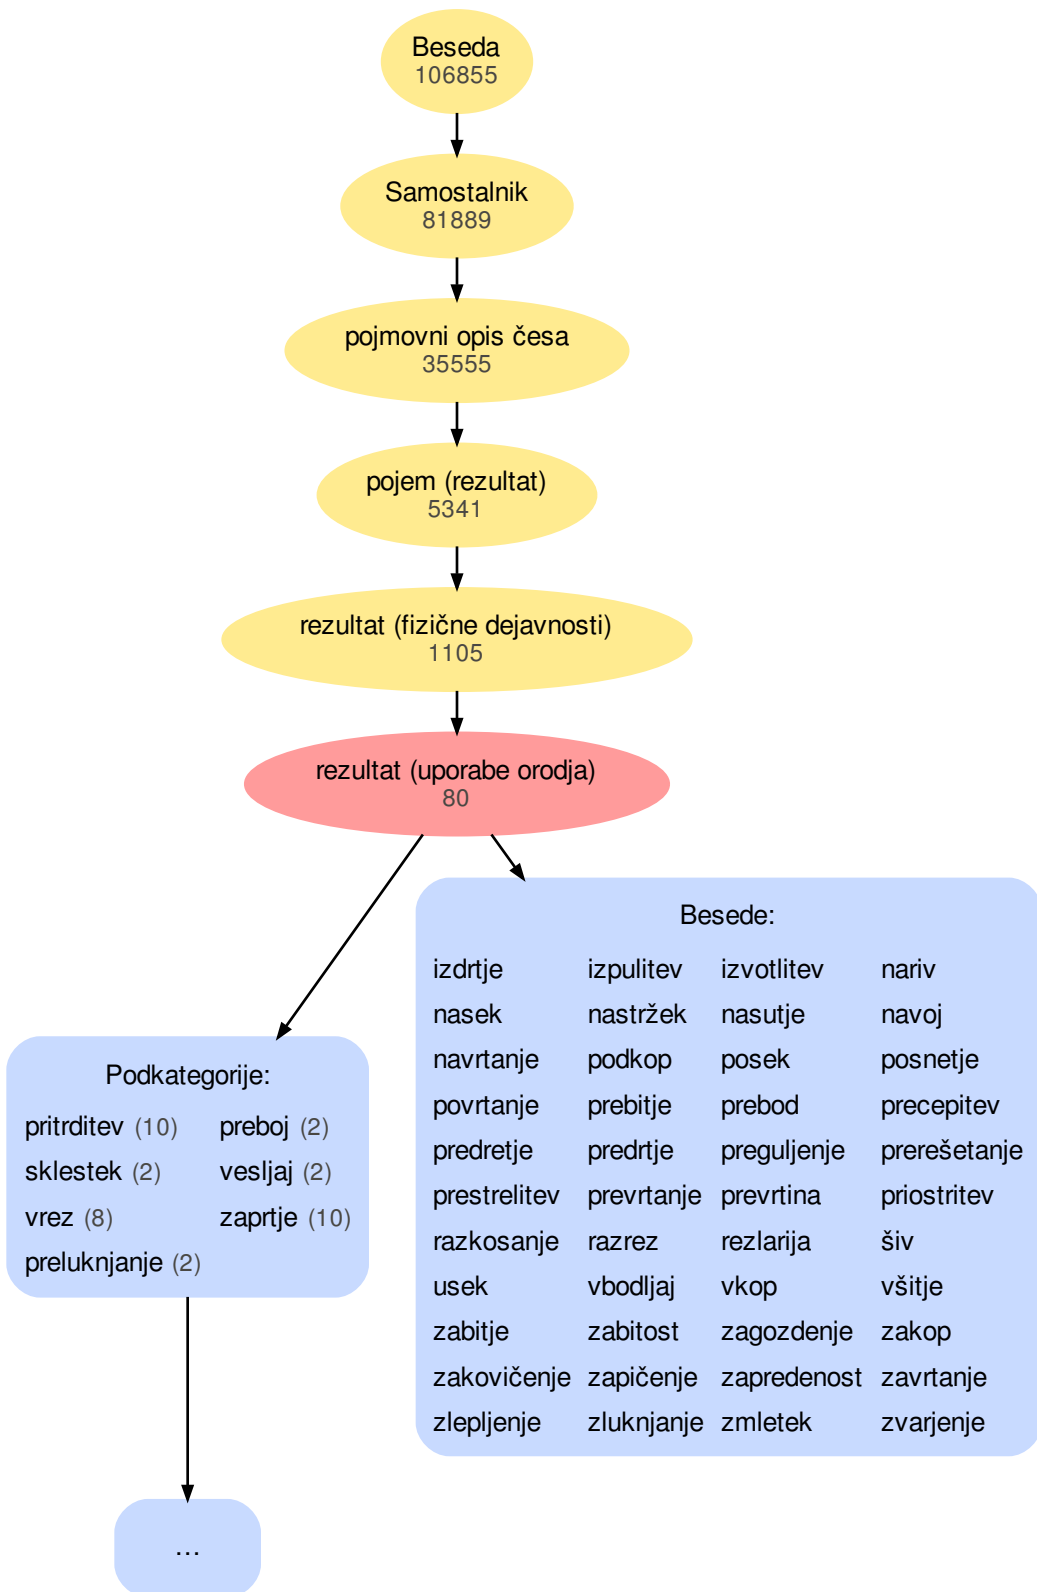 Beseda
106855
Samostalnik
81889
pojmovni opis česa
35555
pojem (rezultat)
5341
rezultat (fizične dejavnosti)
1105
rezultat (uporabe orodja)
80
Besede:
izdrtje izpulitev izvotlitev nariv
nasek nastržek nasutje navoj
navrtanje podkop posek posnetje
povrtanje prebitje prebod precepitev
predretje predrtje preguljenje prerešetanje
prestrelitev prevrtanje prevrtina priostritev
razkosanje razrez rezlarija šiv
usek vbodljaj vkop všitje
zabitje zabitost zagozdenje zakop
zakovičenje zapičenje zapredenost zavrtanje
zlepljenje zluknjanje zmletek zvarjenje
Podkategorije:
pritrditev (10) preboj (2)
sklestek (2) vesljaj (2)
vrez (8) zaprtje (10)
preluknjanje (2)
...